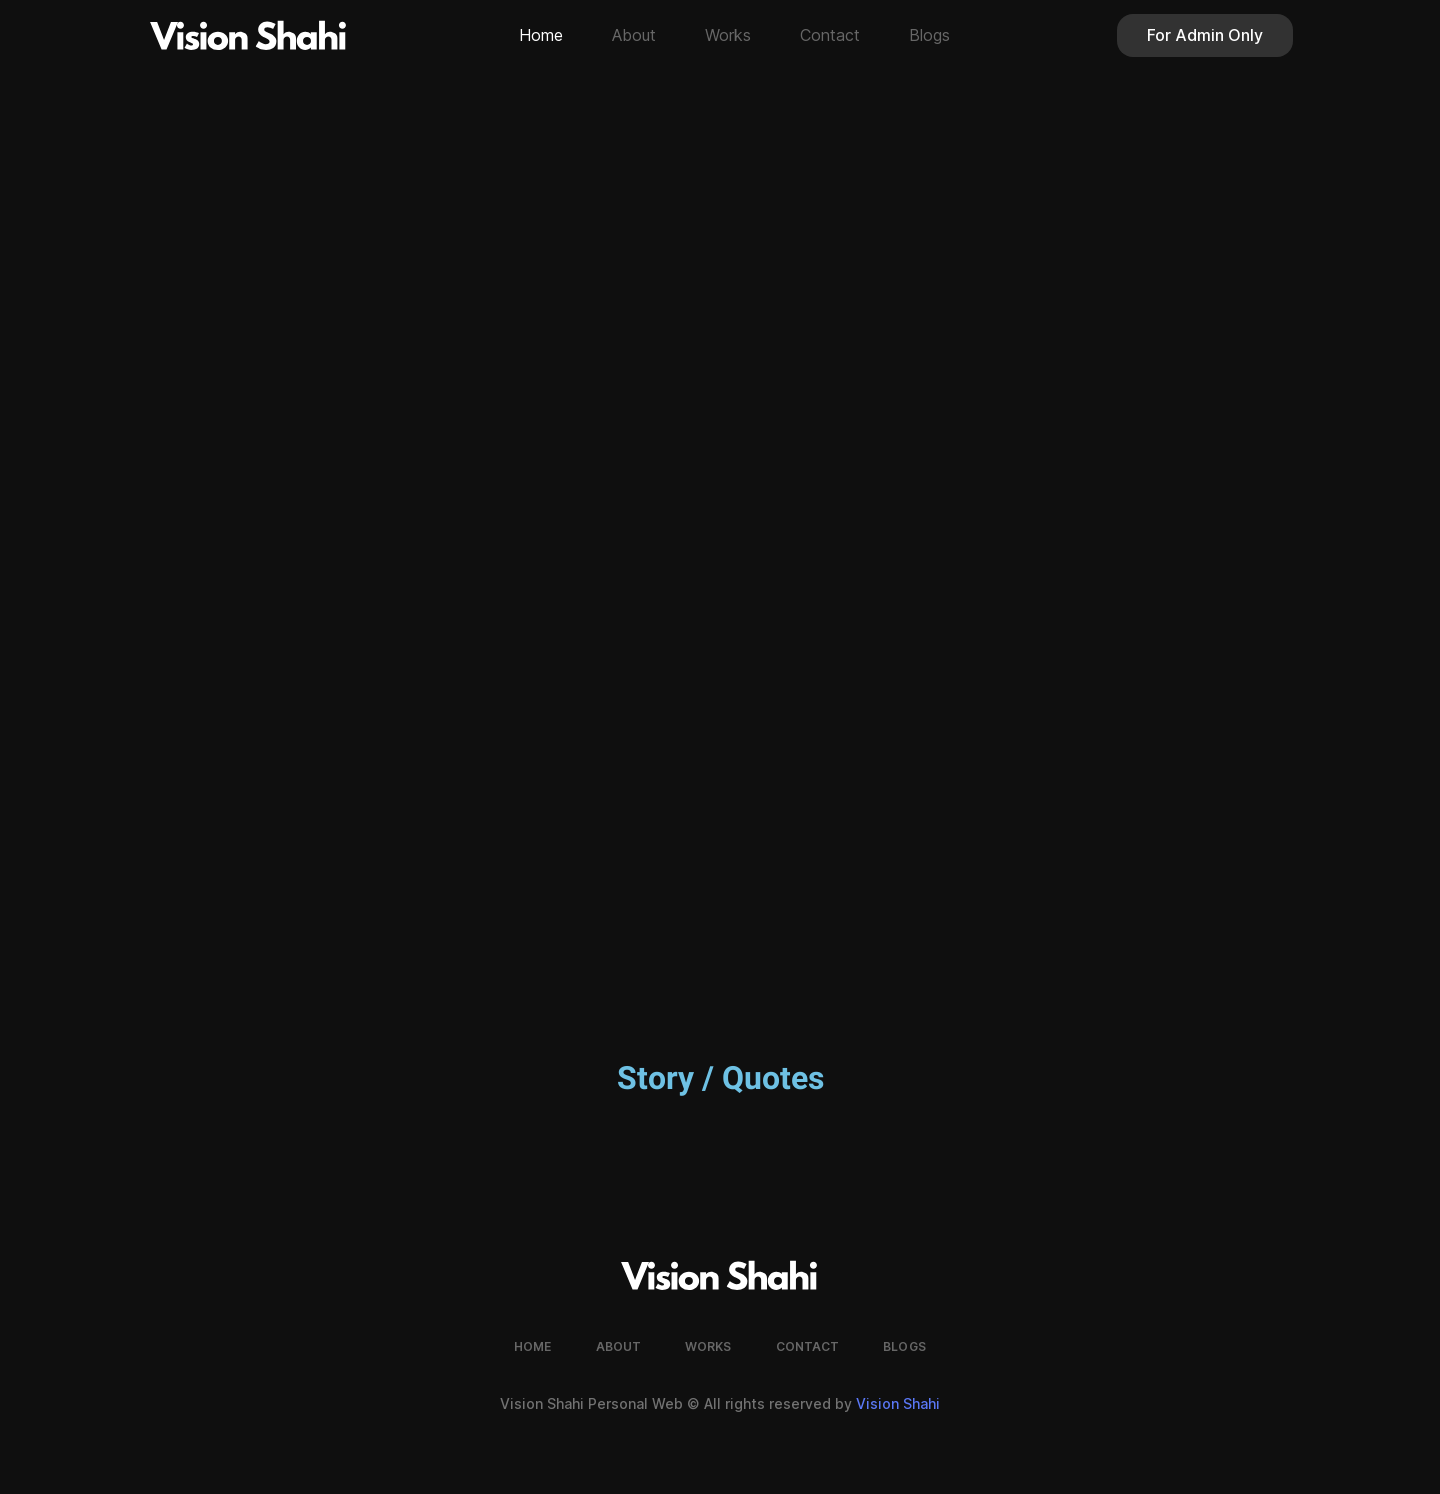 Vision Shahi Home About Works Contact Blogs For Admin Only
Story / Quotes
Vision Shahi
HOME ABOUT WORKS CONTACT BLOGS
Vision Shahi Personal Web © All rights reserved by Vision Shahi